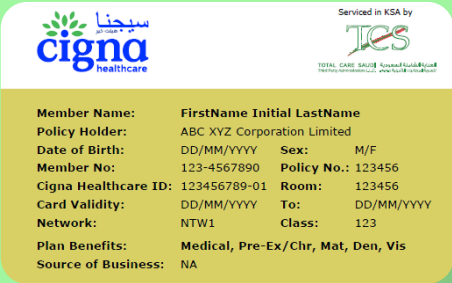 سيجنا
cigna
healthcare
Serviced in KSA by
TCS
TOTAL CARE SAUDI
Member Name: FirstName Initial LastName
Policy Holder: ABC XYZ Corporation Limited
Date of Birth: DD/MM/YYYY Sex: M/F
Member No: 123-4567890 Policy No.: 123456
Cigna Healthcare ID: 123456789-01 Room: 123456
Card Validity: DD/MM/YYYY To: DD/MM/YYYY
Network: NTW1 Class: 123
Plan Benefits: Medical, Pre-Ex/Chr, Mat, Den, Vis
Source of Business: NA